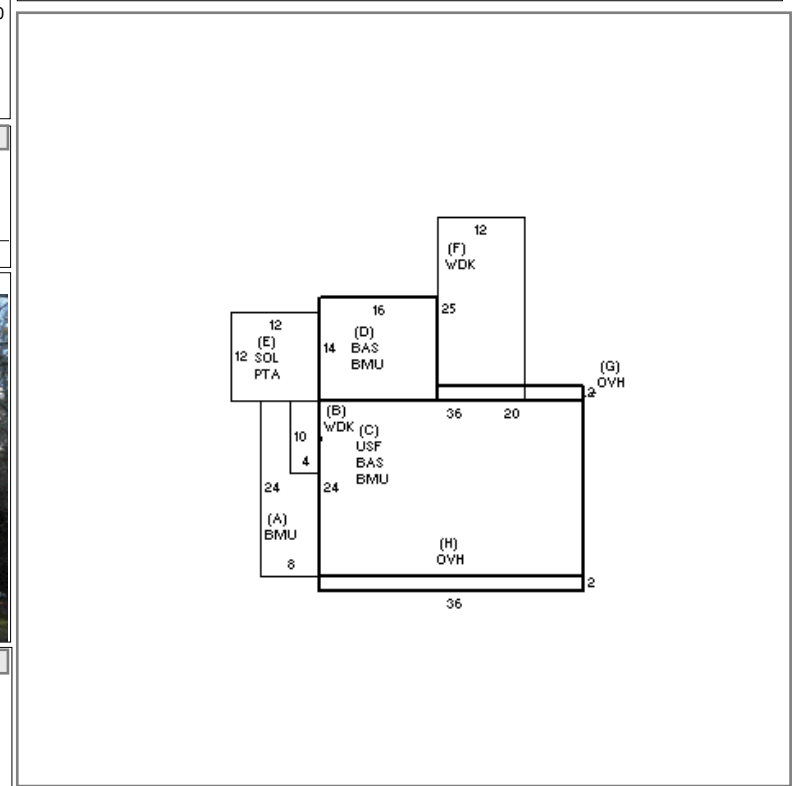 0
12
(F)
WDK
25
16
(D)
14 BAS
BMU
12
(E)
12 SOL
PTA
(G)
OVH
2
36 20
(B)
WDK
(C)
USF
BAS
BMU
10
4
24
24
(A)
BMU
8
(H)
OVH
2
36